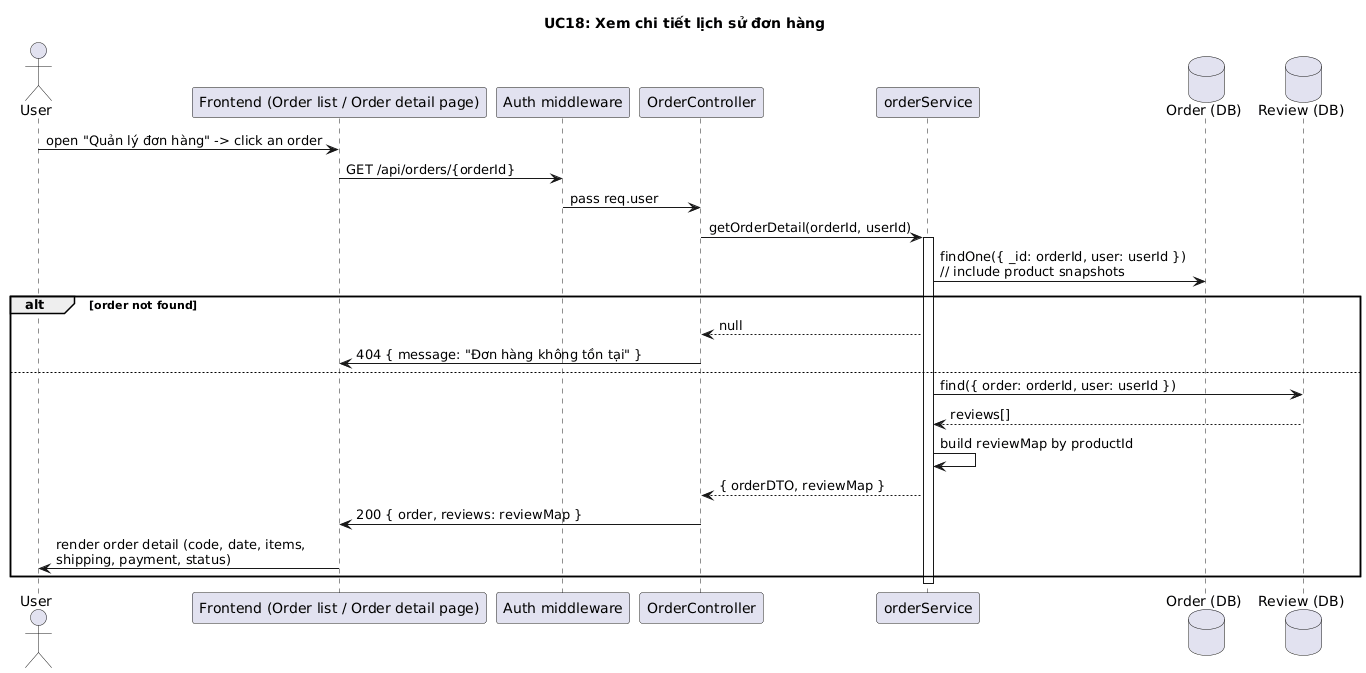 UC18: Xem chi tiết lịch sử đơn hàng
User
Frontend (Order list / Order detail page)
Auth middleware
OrderController
orderService
Order (DB)
Review (DB)
open "Quản lý đơn hàng" -> click an order
GET /api/orders/{orderId}
pass req.user
getOrderDetail(orderId, userId)
findOne({ _id: orderId, user: userId })
// include product snapshots
alt
[order not found]
null
404 { message: "Đơn hàng không tồn tại" }
find({ order: orderId, user: userId })
reviews[]
build reviewMap by productId
{ orderDTO, reviewMap }
200 { order, reviews: reviewMap }
render order detail (code, date, items,
shipping, payment, status)
User
Frontend (Order list / Order detail page)
Auth middleware
OrderController
orderService
Order (DB)
Review (DB)